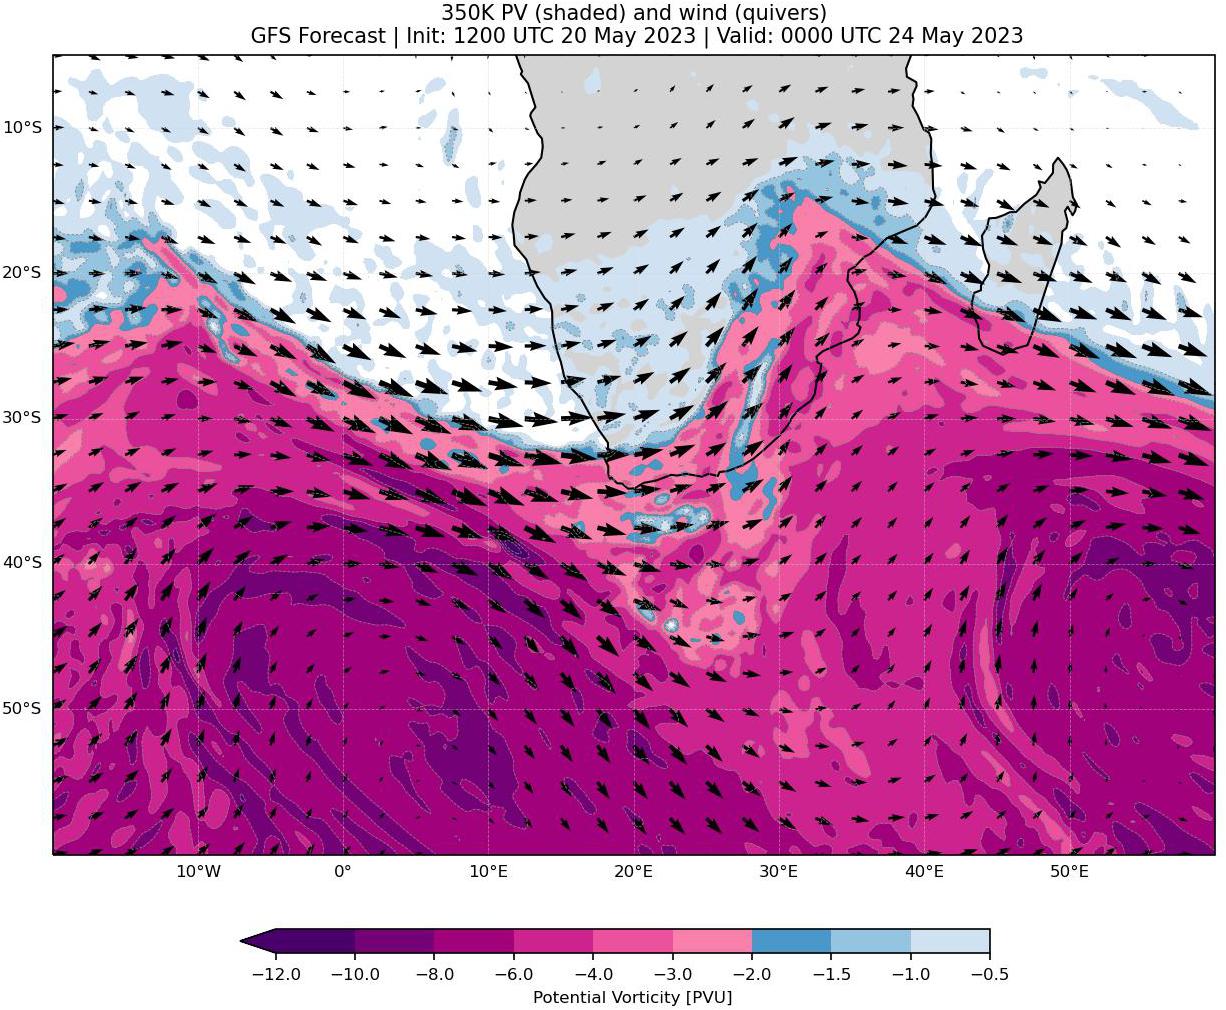 350K PV (shaded) and wind (quivers)
GFS Forecast | Init: 1200 UTC 20 May 2023 | Valid: 0000 UTC 24 May 2023
10°S
20°S
30°S
40°S
50°S
10°W 0° 10°E 20°E 30°E 40°E 50°E
−12.0 −10.0 −8.0 −6.0 −4.0 −3.0 −2.0 −1.5 −1.0 −0.5
Potential Vorticity [PVU]